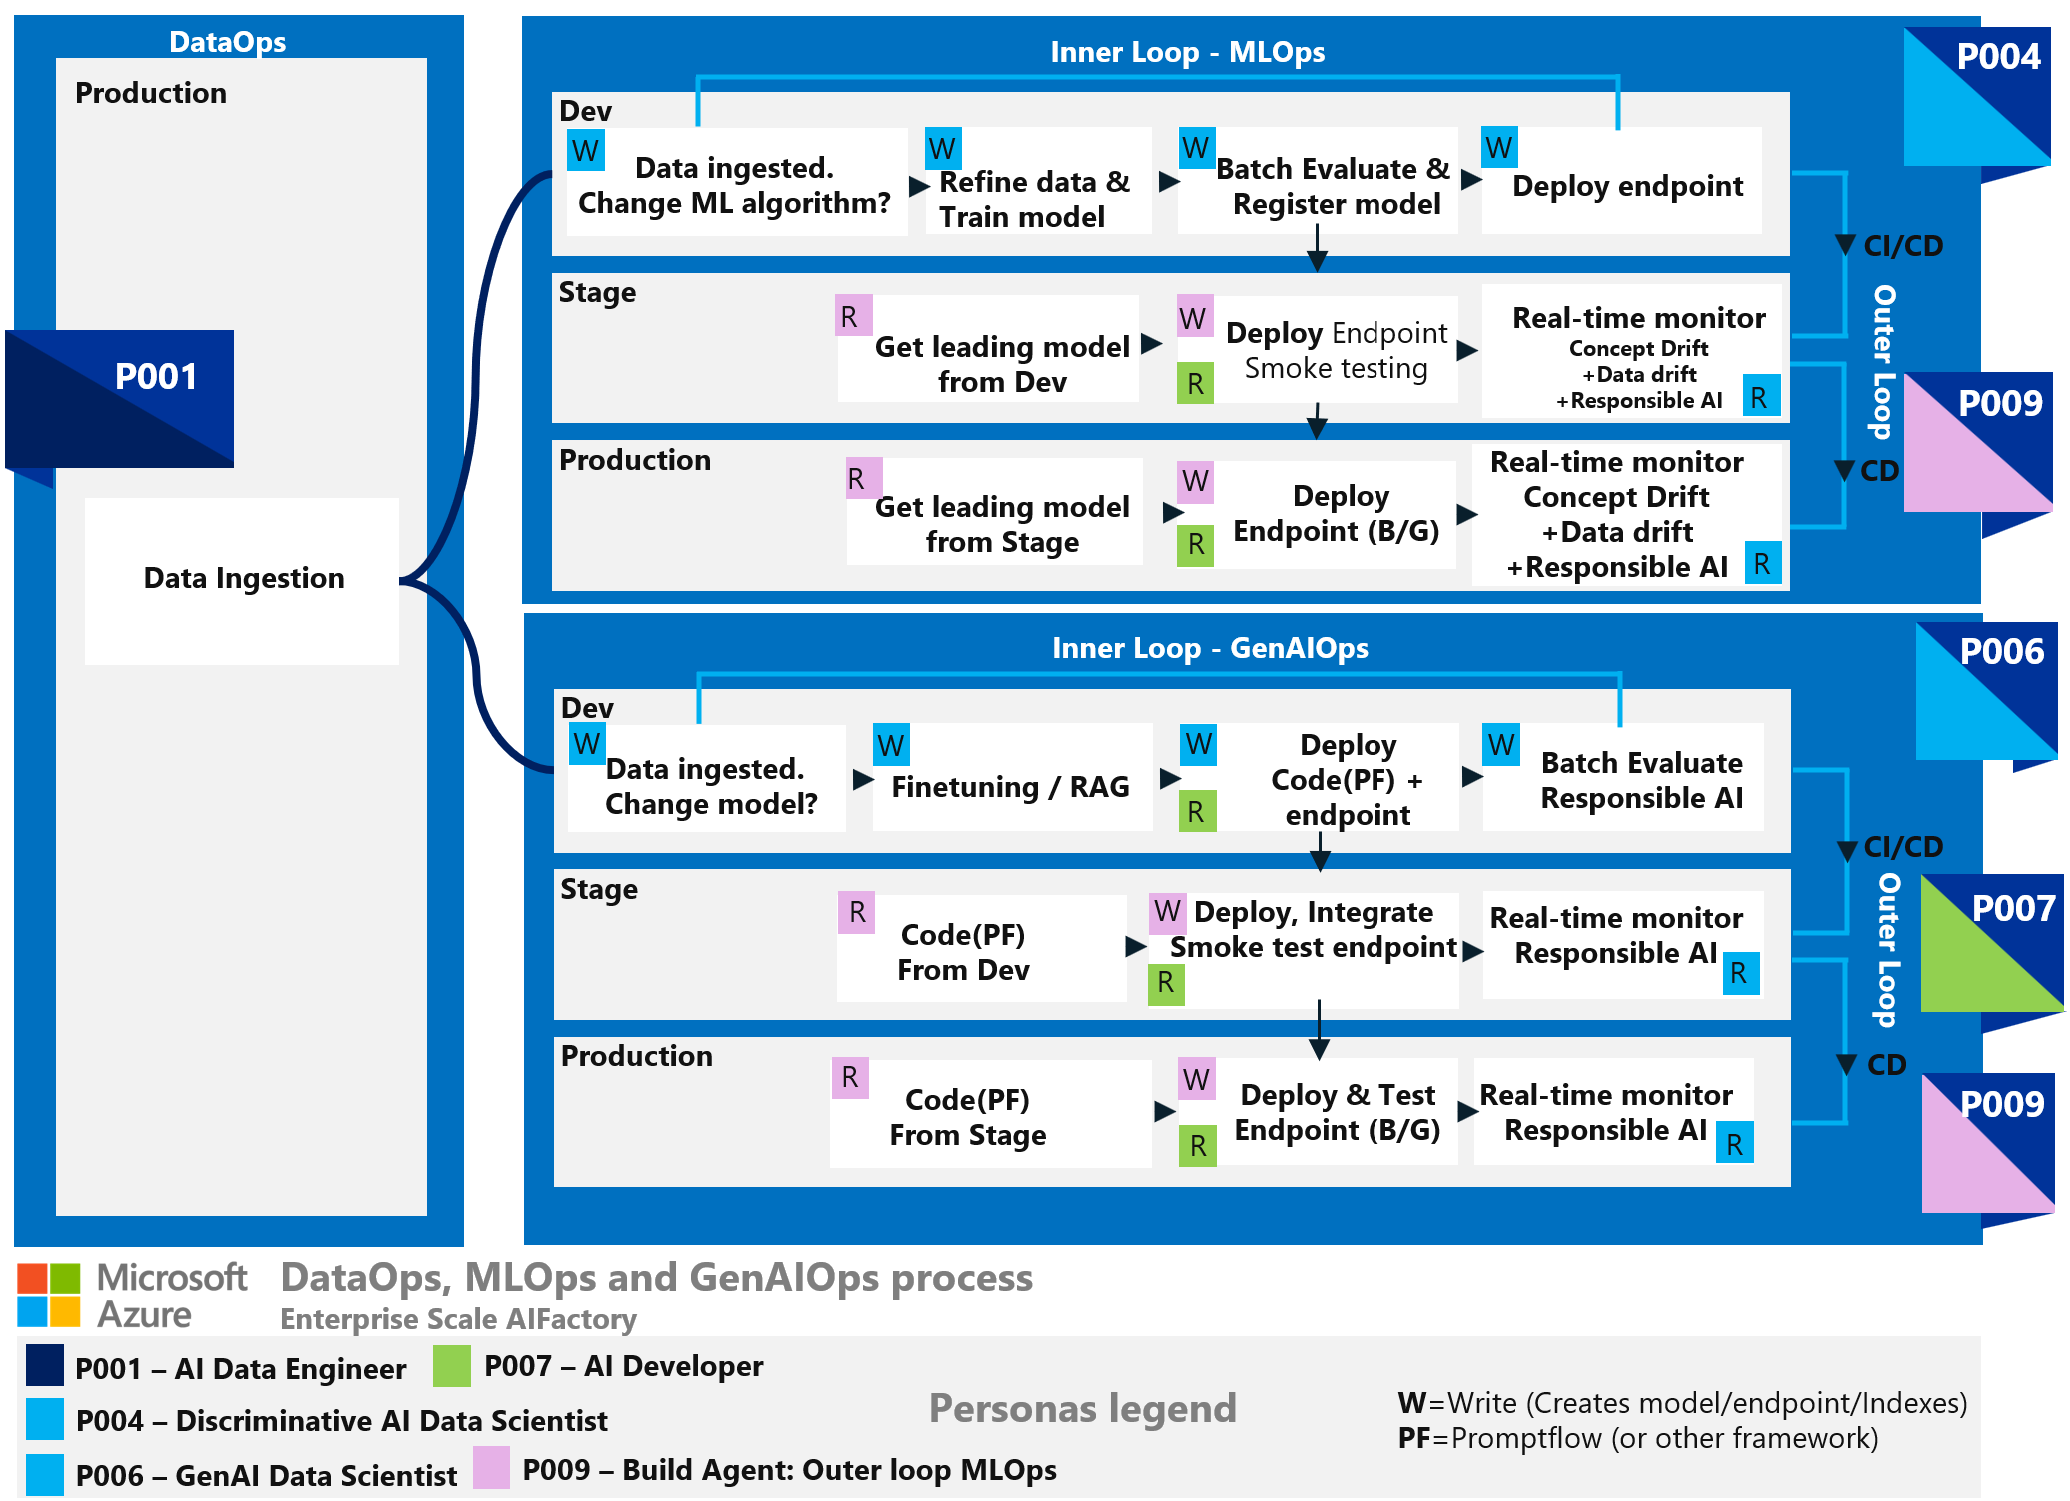 DataOps
Production
P001
Data Ingestion
Inner Loop - MLOps
P004
Dev
W
Data ingested.
Change ML algorithm?
W
Refine data &
Train model
W
Batch Evaluate &
Register model
W
Deploy endpoint
CI/CD
Outer Loop
Stage
R
Get leading model
from Dev
W
R
Deploy Endpoint
Smoke testing
Real-time monitor
Concept Drift
+Data drift
+Responsible AI
R
P009
CD
Production
R
Get leading model
from Stage
W
R
Deploy
Endpoint (B/G)
Real-time monitor
Concept Drift
+Data drift
+Responsible AI
R
Inner Loop - GenAIOps
P006
Dev
W
Data ingested.
Change model?
W
Finetuning / RAG
W
R
Deploy
Code(PF) +
endpoint
W
Batch Evaluate
Responsible AI
CI/CD
Outer Loop
P007
Stage
R
Code(PF)
From Dev
W
R
Deploy, Integrate
Smoke test endpoint
Real-time monitor
Responsible AI
R
CD
P009
Production
R
Code(PF)
From Stage
W
R
Deploy & Test
Endpoint (B/G)
Real-time monitor
Responsible AI
R
Microsoft
Azure
DataOps, MLOps and GenAIOps process
Enterprise Scale AIFactory
P001 – AI Data Engineer
P007 – AI Developer
P004 – Discriminative AI Data Scientist
P006 – GenAI Data Scientist
P009 – Build Agent: Outer loop MLOps
Personas legend
W=Write (Creates model/endpoint/Indexes)
PF=Promptflow (or other framework)